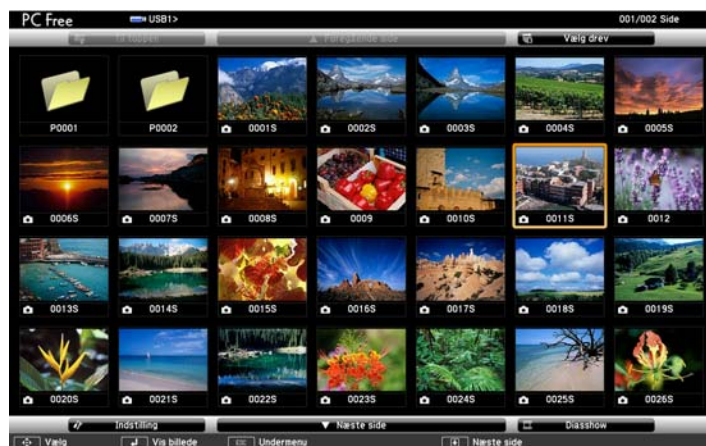 PC Free USB1> 001/002 Side
To toppen ▲ Foregående side Vælg drev
P0001 P0002 0001S 0002S 0003S 0004S 0005S
0006S 0007S 0008S 0009 0010S 0011S 0012
0013S 0014S 0015S 0016S 0017S 0018S 0019S
0020S 0021S 0022S 0023S 0024S 0025S 0026S
Indstilling ▼ Næste side Diasshow
Vælg Vis billede Esc Undermenu Næste side